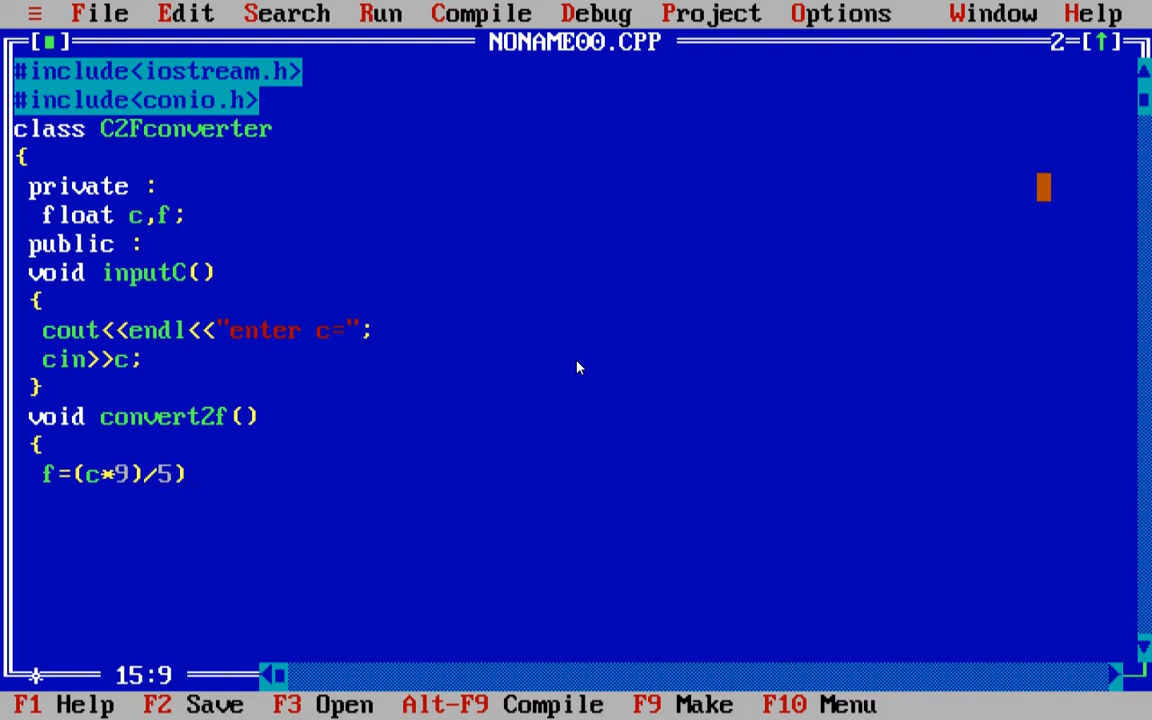 ≡ File Edit Search Run Compile Debug Project Options Window Help
[■] NONAME00.CPP 2=[↑]
#include<iostream.h>
#include<conio.h>
class C2Fconverter
{
private :
float c,f;
public :
void inputC()
{
cout<<endl<<"enter c=";
cin>>c;
}
void convert2f()
{
f=(c*9)/5)
15:9
F1 Help F2 Save F3 Open Alt-F9 Compile F9 Make F10 Menu